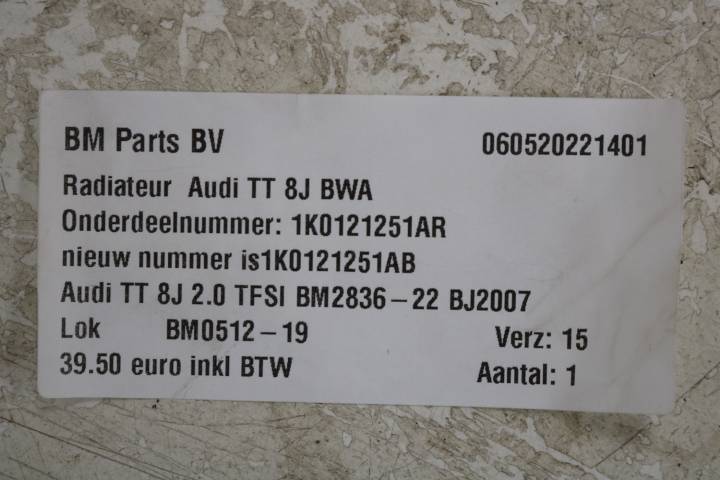 BM Parts BV 060520221401
Radiateur Audi TT 8J BWA
Onderdeelnummer: 1K0121251AR
nieuw nummer is1K0121251AB
Audi TT 8J 2.0 TFSI BM2836-22 BJ2007
Lok BM0512-19 Verz: 15
39.50 euro inkl BTW Aantal: 1